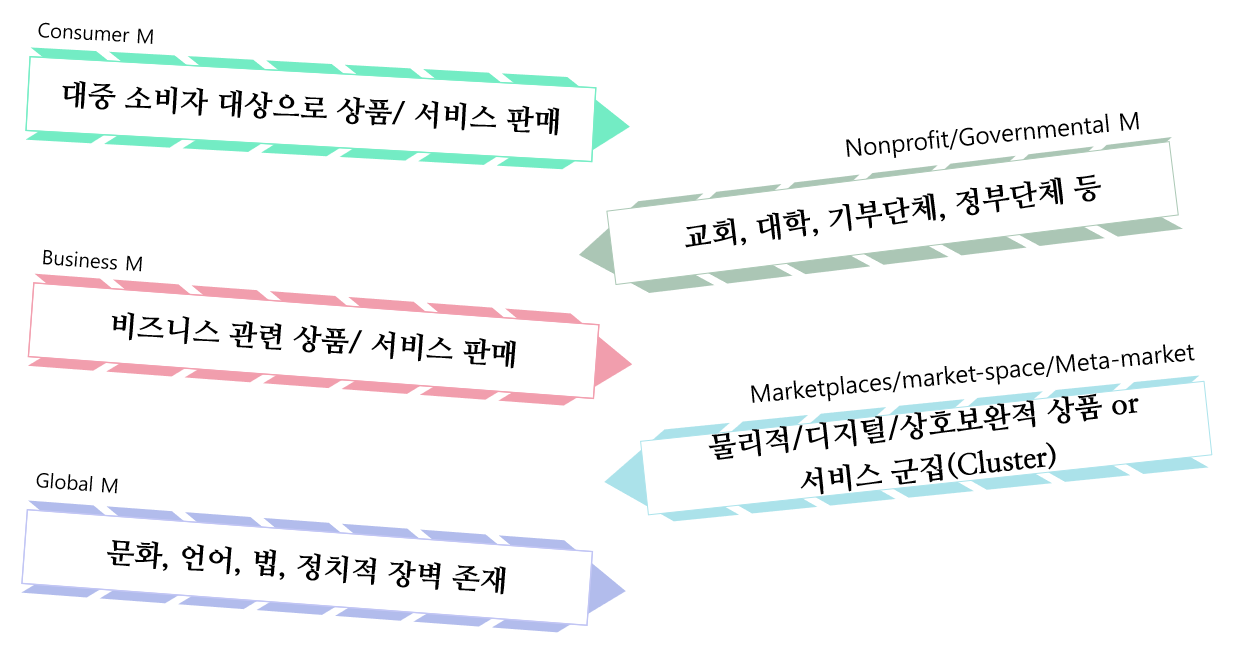 Consumer M
대중 소비자 대상으로 상품/ 서비스 판매
Nonprofit/Governmental M
교회, 대학, 기부단체, 정부단체 등
Business M
비즈니스 관련 상품/ 서비스 판매
Marketplaces/market-space/Meta-market
물리적/디지털/상호보완적 상품 or
서비스 군집(Cluster)
Global M
문화, 언어, 법, 정치적 장벽 존재